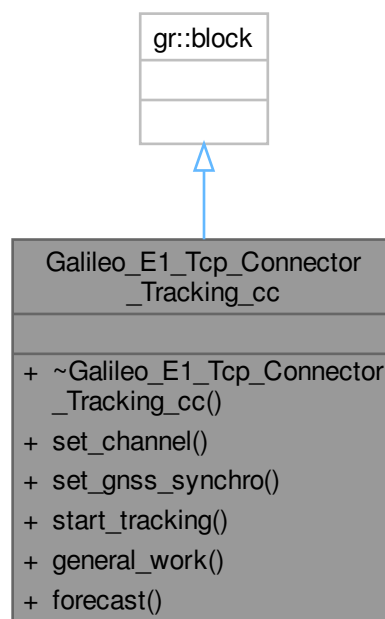 gr::block
Galileo_E1_Tcp_Connector
_Tracking_cc
+ ~Galileo_E1_Tcp_Connector
_Tracking_cc()
+ set_channel()
+ set_gnss_synchro()
+ start_tracking()
+ general_work()
+ forecast()